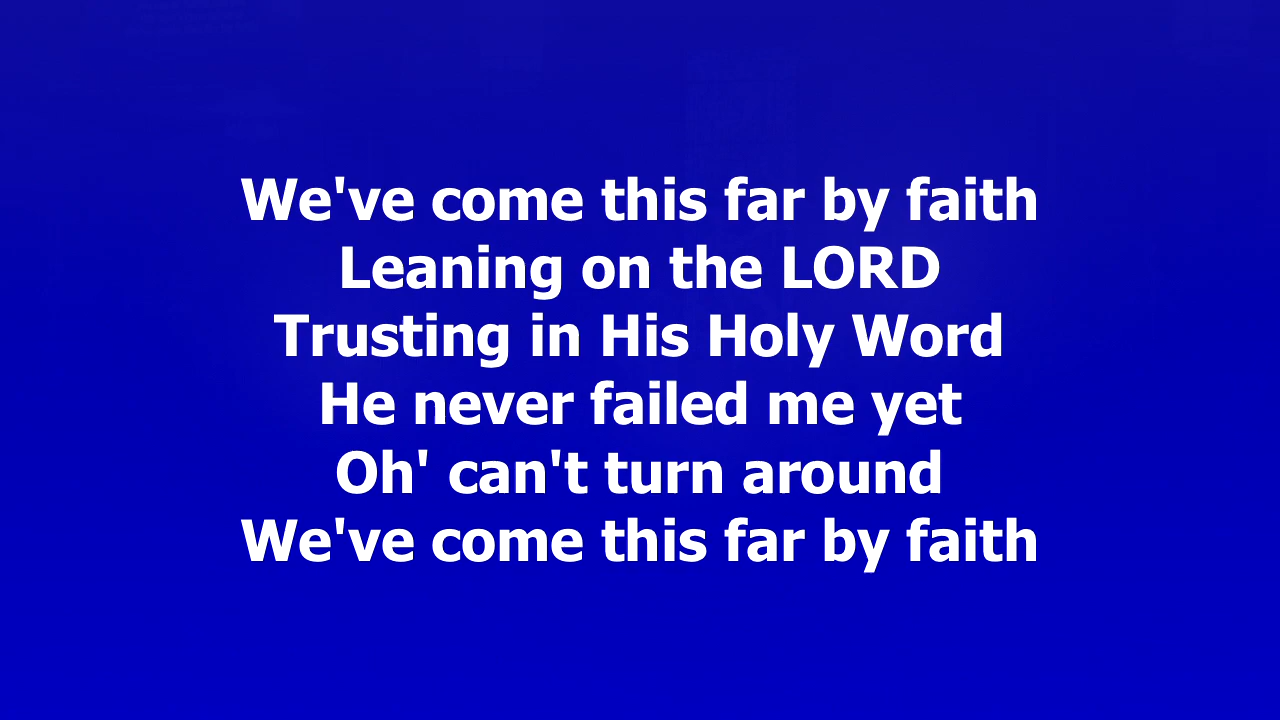 We've come this far by faith
Leaning on the LORD
Trusting in His Holy Word
He never failed me yet
Oh' can't turn around
We've come this far by faith